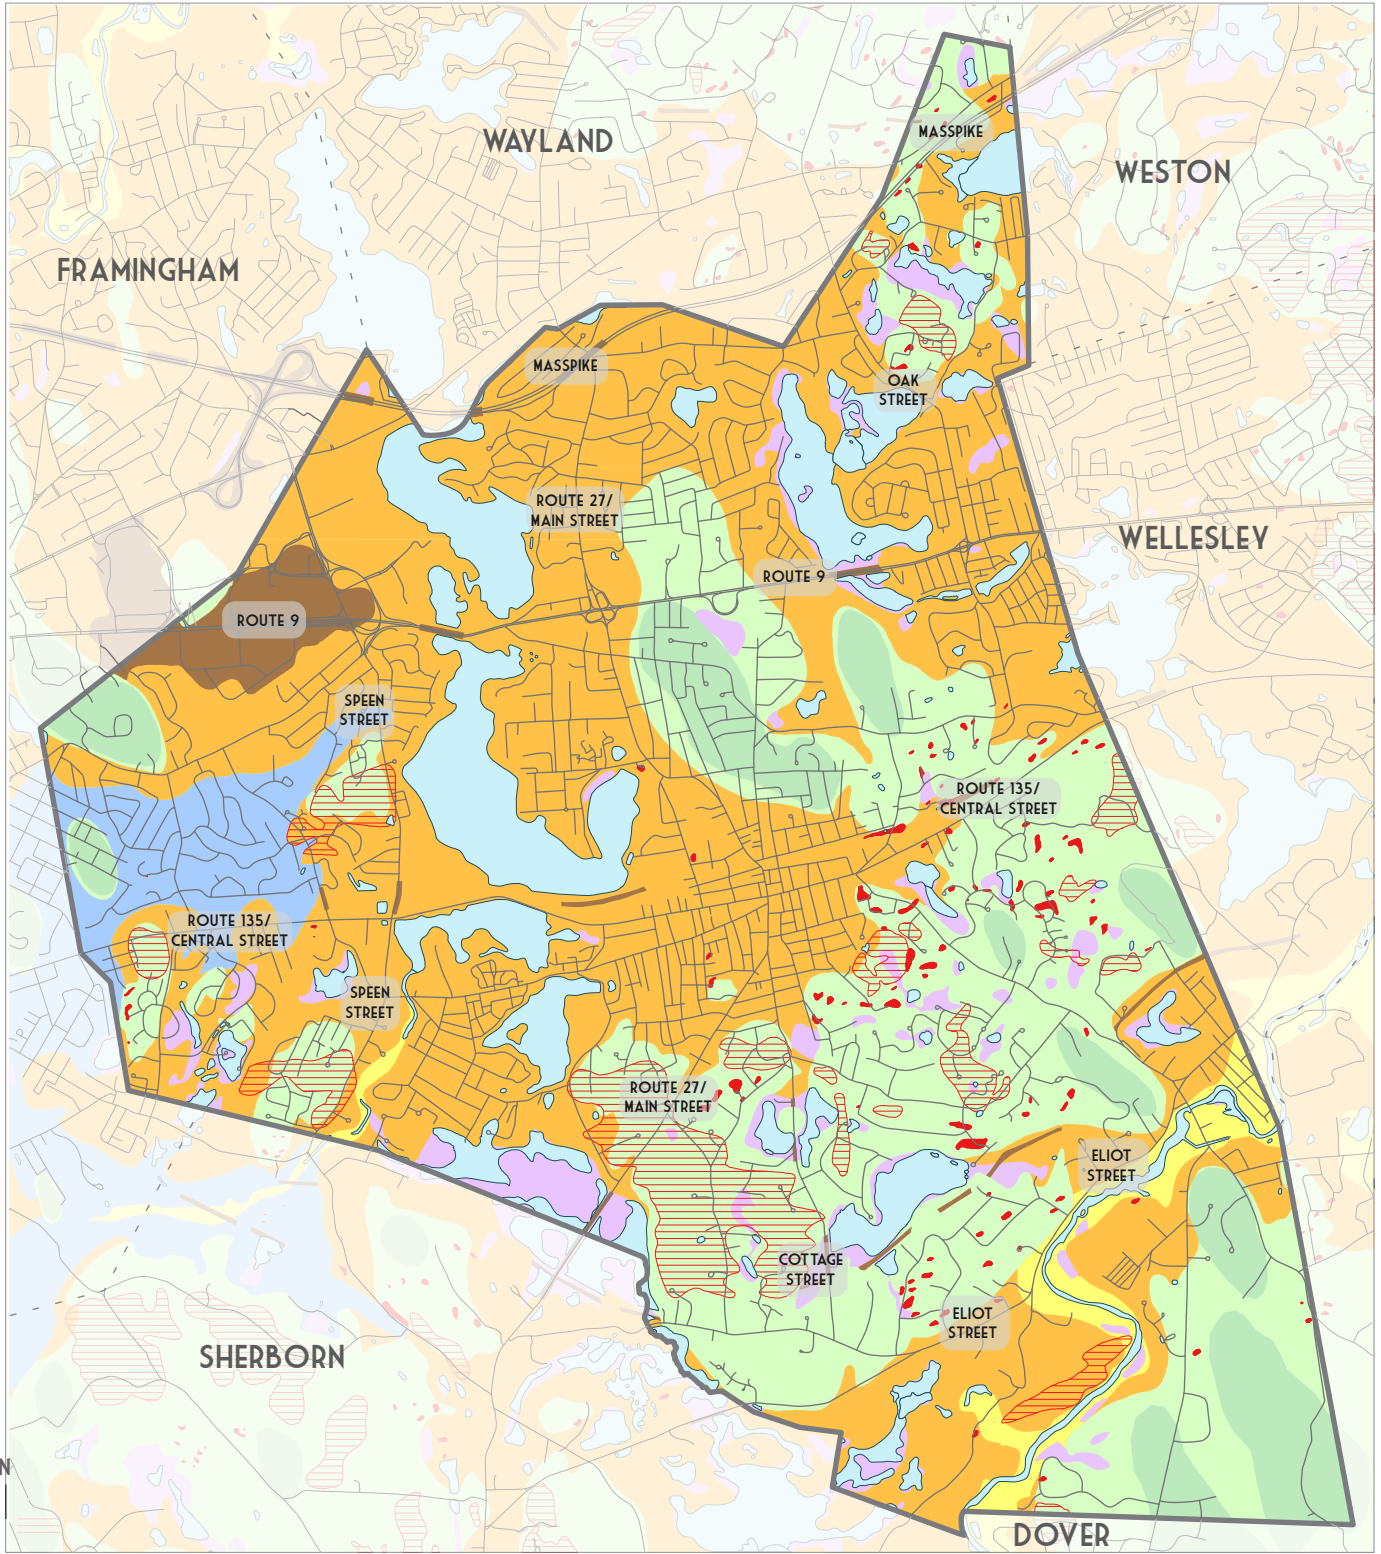 MASSPIKE
WAYLAND
WESTON
FRAMINGHAM
MASSPIKE
OAK
STREET
ROUTE 27/
MAIN STREET
WELLESLEY
ROUTE 9
ROUTE 9
SPEEN
STREET
ROUTE 135/
CENTRAL STREET
ROUTE 135/
CENTRAL STREET
SPEEN
STREET
ROUTE 27/
MAIN STREET
ELIOT
STREET
COTTAGE
STREET
ELIOT
STREET
SHERBORN
N
DOVER